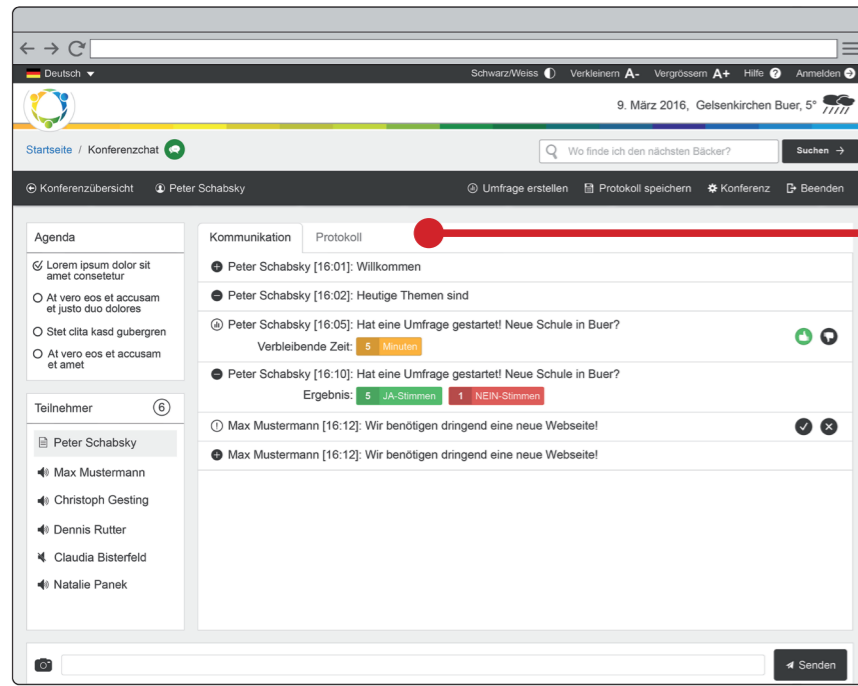 Deutsch
Schwarz/Weiss Verkleinern A- Vergrössern A+ Hilfe ? Anmelden
9. März 2016, Gelsenkirchen Buer, 5°
Startseite / Konferenzchat
Wo finde ich den nächsten Bäcker?
Suchen →
Konferenzübersicht Peter Schabsky
Umfrage erstellen Protokoll speichern Konferenz Beenden
Agenda
Lorem ipsum dolor sit
amet consetetur
At vero eos et accusam
et justo duo dolores
Stet clita kasd gubergren
At vero eos et accusam
et amet
Teilnehmer 6
Peter Schabsky
Max Mustermann
Christoph Gesting
Dennis Rutter
Claudia Bisterfeld
Natalie Panek
Kommunikation Protokoll
Peter Schabsky [16:01]: Willkommen
Peter Schabsky [16:02]: Heutige Themen sind
Peter Schabsky [16:05]: Hat eine Umfrage gestartet! Neue Schule in Buer?
Verbleibende Zeit: 5 Minuten
Peter Schabsky [16:10]: Hat eine Umfrage gestartet! Neue Schule in Buer?
Ergebnis: 5 JA-Stimmen 1 NEIN-Stimmen
Max Mustermann [16:12]: Wir benötigen dringend eine neue Webseite!
Max Mustermann [16:12]: Wir benötigen dringend eine neue Webseite!
Senden